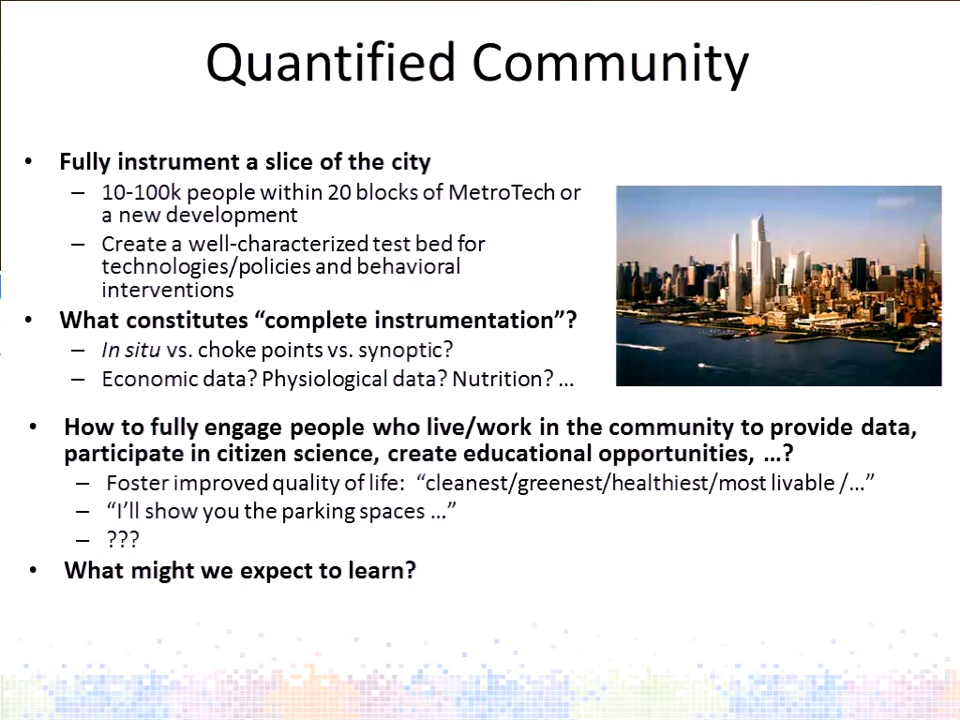 Quantified Community
• Fully instrument a slice of the city
– 10-100k people within 20 blocks of MetroTech or
a new development
– Create a well-characterized test bed for
technologies/policies and behavioral
interventions
• What constitutes “complete instrumentation”?
– In situ vs. choke points vs. synoptic?
– Economic data? Physiological data? Nutrition? ...
• How to fully engage people who live/work in the community to provide data,
participate in citizen science, create educational opportunities, ...?
– Foster improved quality of life: “cleanest/greenest/healthiest/most livable /...”
– “I’ll show you the parking spaces ...”
– ???
• What might we expect to learn?